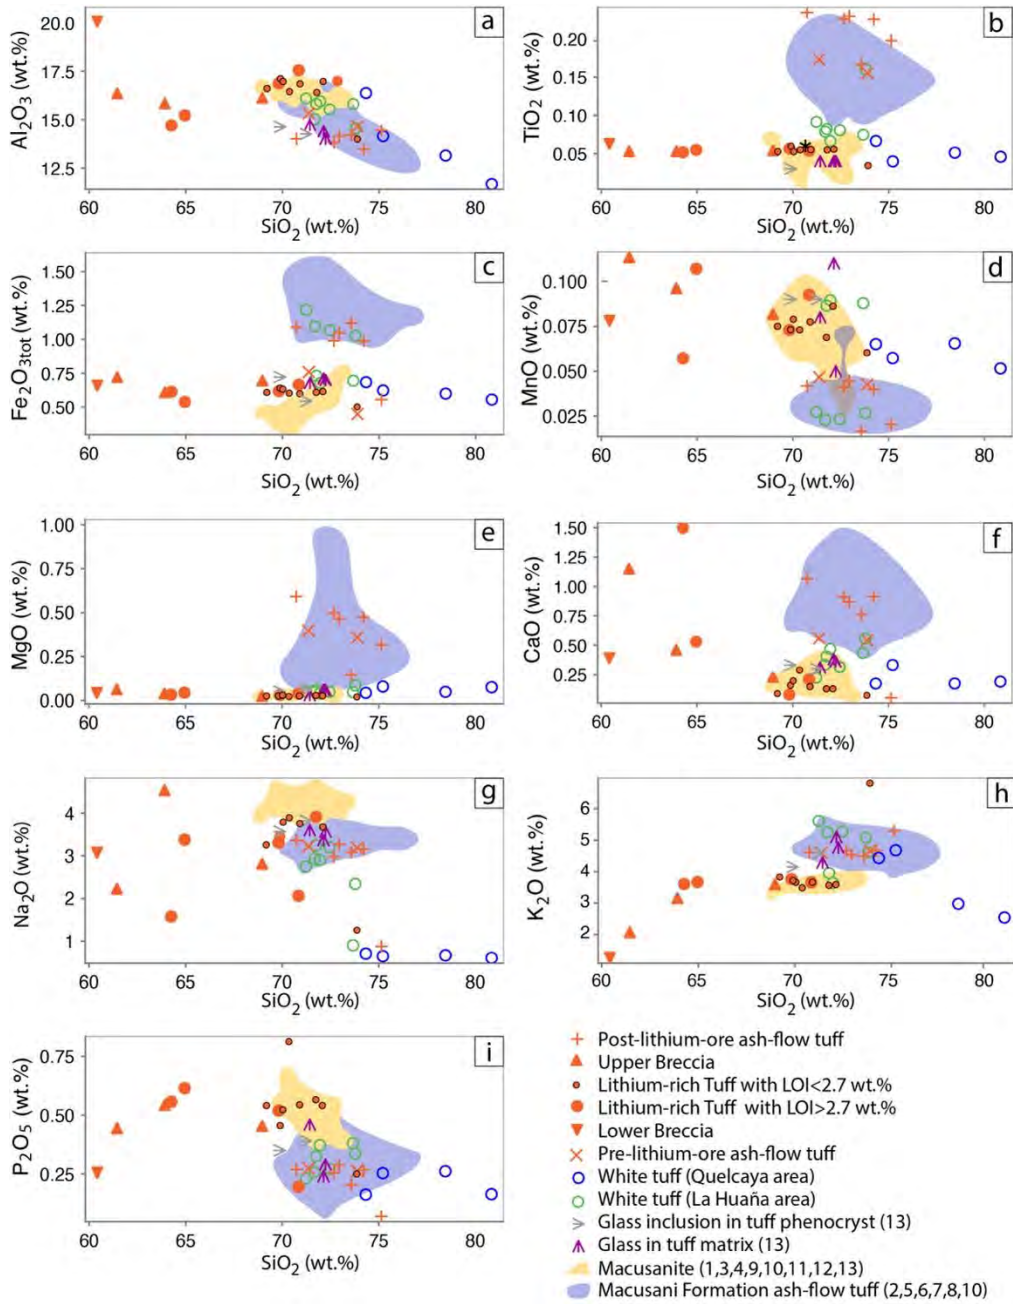 a
Al2O3 (wt.%)
20.0
17.5
15.0
12.5
60 65 70 75 80
SiO2 (wt.%)
b
TiO2 (wt.%)
0.20
0.15
0.10
0.05
60 65 70 75 80
SiO2 (wt.%)
c
Fe2O3tot (wt.%)
1.50
1.25
1.00
0.75
0.50
60 65 70 75 80
SiO2 (wt.%)
d
MnO (wt.%)
0.100
0.075
0.050
0.025
60 65 70 75 80
SiO2 (wt.%)
e
MgO (wt.%)
1.00
0.75
0.50
0.25
0.00
60 65 70 75 80
SiO2 (wt.%)
f
CaO (wt.%)
1.50
1.25
1.00
0.75
0.50
0.25
60 65 70 75 80
SiO2 (wt.%)
g
Na2O (wt.%)
4
3
2
1
60 65 70 75 80
SiO2 (wt.%)
h
K2O (wt.%)
6
5
4
3
2
60 65 70 75 80
SiO2 (wt.%)
i
P2O5 (wt.%)
0.75
0.50
0.25
60 65 70 75 80
SiO2 (wt.%)
Post-lithium-ore ash-flow tuff
Upper Breccia
Lithium-rich Tuff with LOI<2.7 wt.%
Lithium-rich Tuff with LOI>2.7 wt.%
Lower Breccia
Pre-lithium-ore ash-flow tuff
White tuff (Quelcaya area)
White tuff (La Huaña area)
Glass inclusion in tuff phenocryst (13)
Glass in tuff matrix (13)
Macusanite (1,3,4,9,10,11,12,13)
Macusani Formation ash-flow tuff (2,5,6,7,8,10)